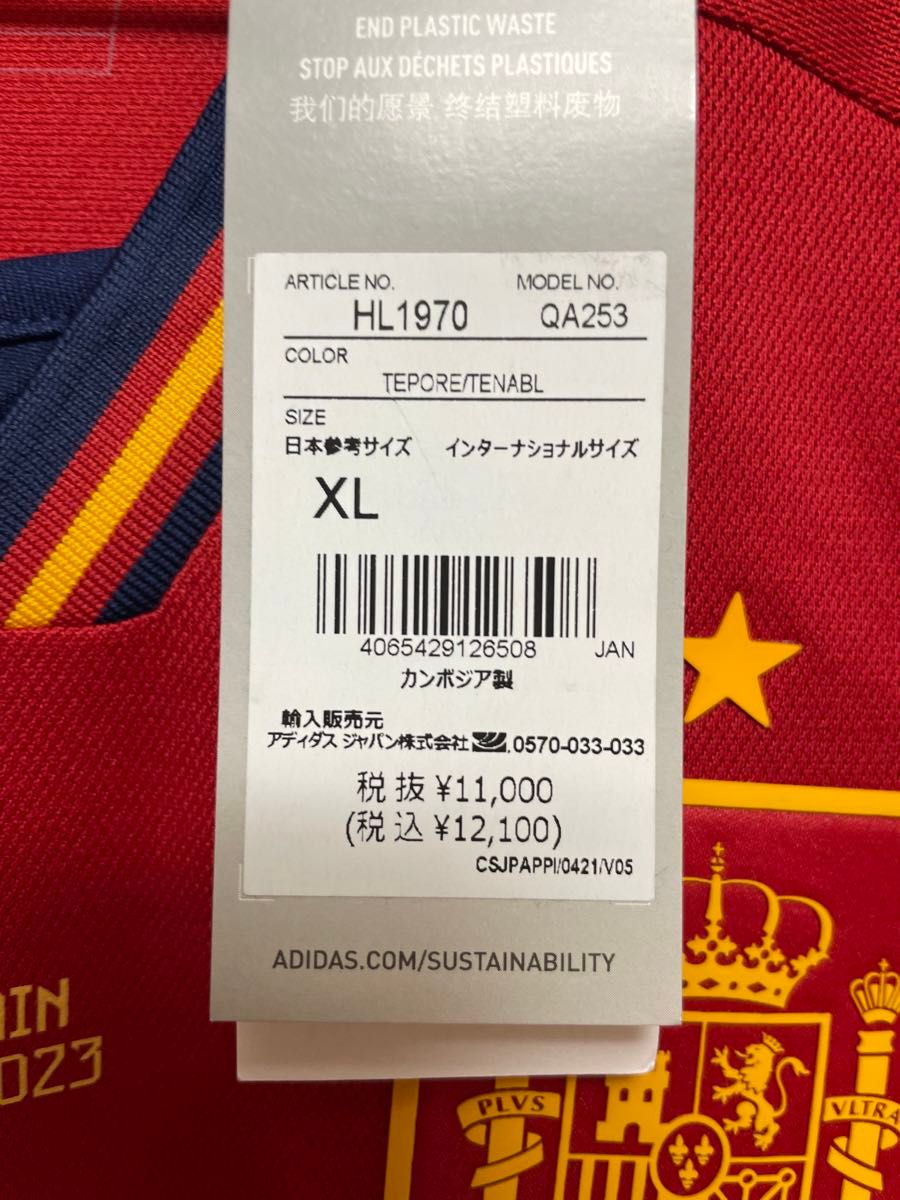 END PLASTIC WASTE
STOP AUX DÉCHETS PLASTIQUES
我们的愿景 终结塑料废物
ARTICLE NO. MODEL NO.
HL1970 QA253
COLOR
TEPORE/TENABL
SIZE
日本参考サイズ インターナショナルサイズ
XL
4065429126508 JAN
カンボジア製
輸入販売元
アディダス ジャパン株式会社 0570-033-033
税抜 ¥11,000
(税込 ¥12,100)
CSJPAPPI/0421/V05
ADIDAS.COM/SUSTAINABILITY
PLVS
VLTRA